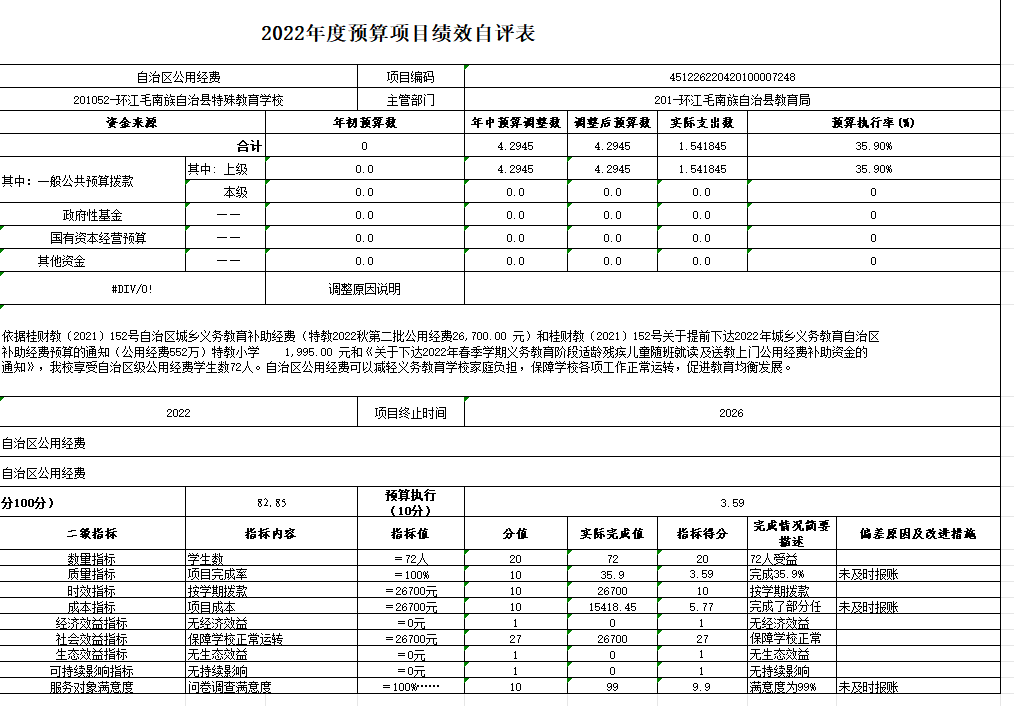 2022年度预算项目绩效自评表
自治区公用经费 项目编码 451226220420100007248
201052-环江毛南族自治县特殊教育学校 主管部门 201-环江毛南族自治县教育局
资金来源 年初预算数 年中预算调整数 调整后预算数 实际支出数 预算执行率(%)
合计 0 4.2945 4.2945 1.541845 35.90%
其中：一般公共预算拨款 其中：上级 0.0 4.2945 4.2945 1.541845 35.90%
本级 0.0 0.0 0.0 0.0 0
政府性基金 —— 0.0 0.0 0.0 0.0 0
国有资本经营预算 —— 0.0 0.0 0.0 0.0 0
其他资金 —— 0.0 0.0 0.0 0.0 0
#DIV/0! 调整原因说明
依据桂财教（2021）152号自治区城乡义务教育补助经费（特教2022秋第二批公用经费26,700.00 元）和桂财教（2021）152号关于提前下达2022年城乡义务教育自治区
补助经费预算的通知（公用经费552万）特教小学 1,995.00 元和《关于下达2022年春季学期义务教育阶段适龄残疾儿童随班就读及送教上门公用经费补助资金的
通知》，我校享受自治区级公用经费学生数72人。自治区公用经费可以减轻义务教育学校家庭负担，保障学校各项工作正常运转，促进教育均衡发展。
2022 项目终止时间 2026
自治区公用经费
自治区公用经费
分100分） 82.85 预算执行（10分） 3.59
二级指标 指标内容 指标值 分值 实际完成值 指标得分 完成情况简要描述 偏差原因及改进措施
数量指标 学生数 ＝72人 20 72 20 72人受益
质量指标 项目完成率 ＝100% 10 35.9 3.59 完成35.9% 未及时报账
时效指标 按学期拨款 ＝26700元 10 26700 10 按学期拨款
成本指标 项目成本 ＝26700元 10 15418.45 5.77 完成了部分任 未及时报账
经济效益指标 无经济效益 ＝0元 1 0 1 无经济效益
社会效益指标 保障学校正常运转 ＝26700元 27 26700 27 保障学校正常
生态效益指标 无生态效益 ＝0元 1 0 1 无生态效益
可持续影响指标 无持续影响 ＝0元 1 0 1 无持续影响
服务对象满意度 问卷调查满意度 ＝100%…… 10 99 9.9 满意度为99% 未及时报账